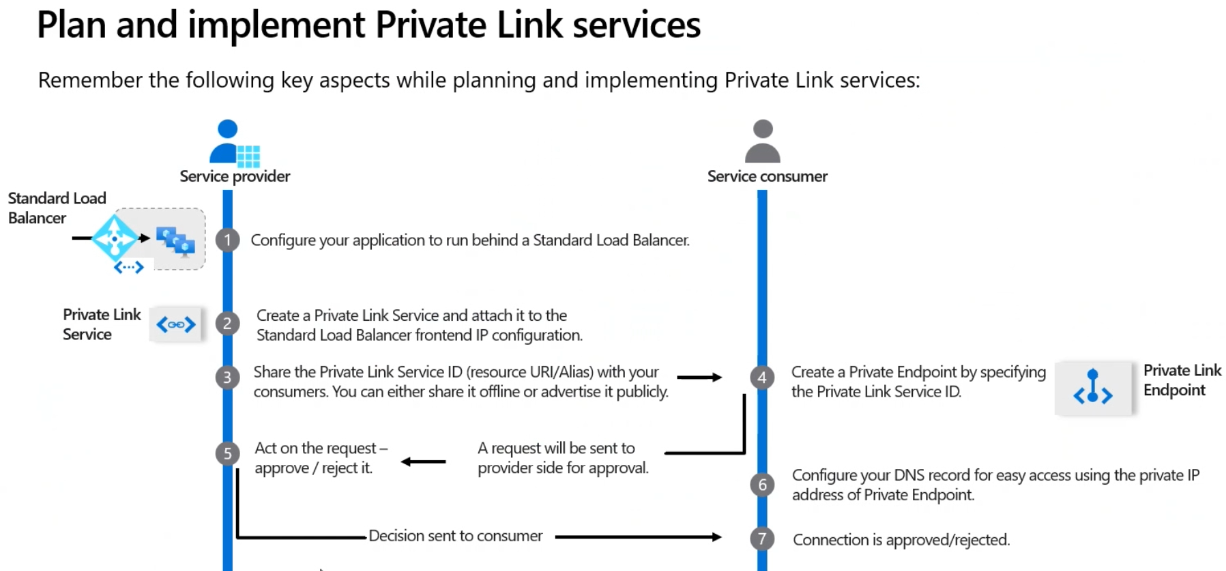 Plan and implement Private Link services
Remember the following key aspects while planning and implementing Private Link services:
Service provider
Service consumer
Standard Load
Balancer
1
Configure your application to run behind a Standard Load Balancer.
Private Link
Service
2
Create a Private Link Service and attach it to the
Standard Load Balancer frontend IP configuration.
3
Share the Private Link Service ID (resource URI/Alias) with your
consumers. You can either share it offline or advertise it publicly.
4
Create a Private Endpoint by specifying
the Private Link Service ID.
Private Link
Endpoint
5
Act on the request –
approve / reject it.
A request will be sent to
provider side for approval.
6
Configure your DNS record for easy access using the private IP
address of Private Endpoint.
Decision sent to consumer
7
Connection is approved/rejected.